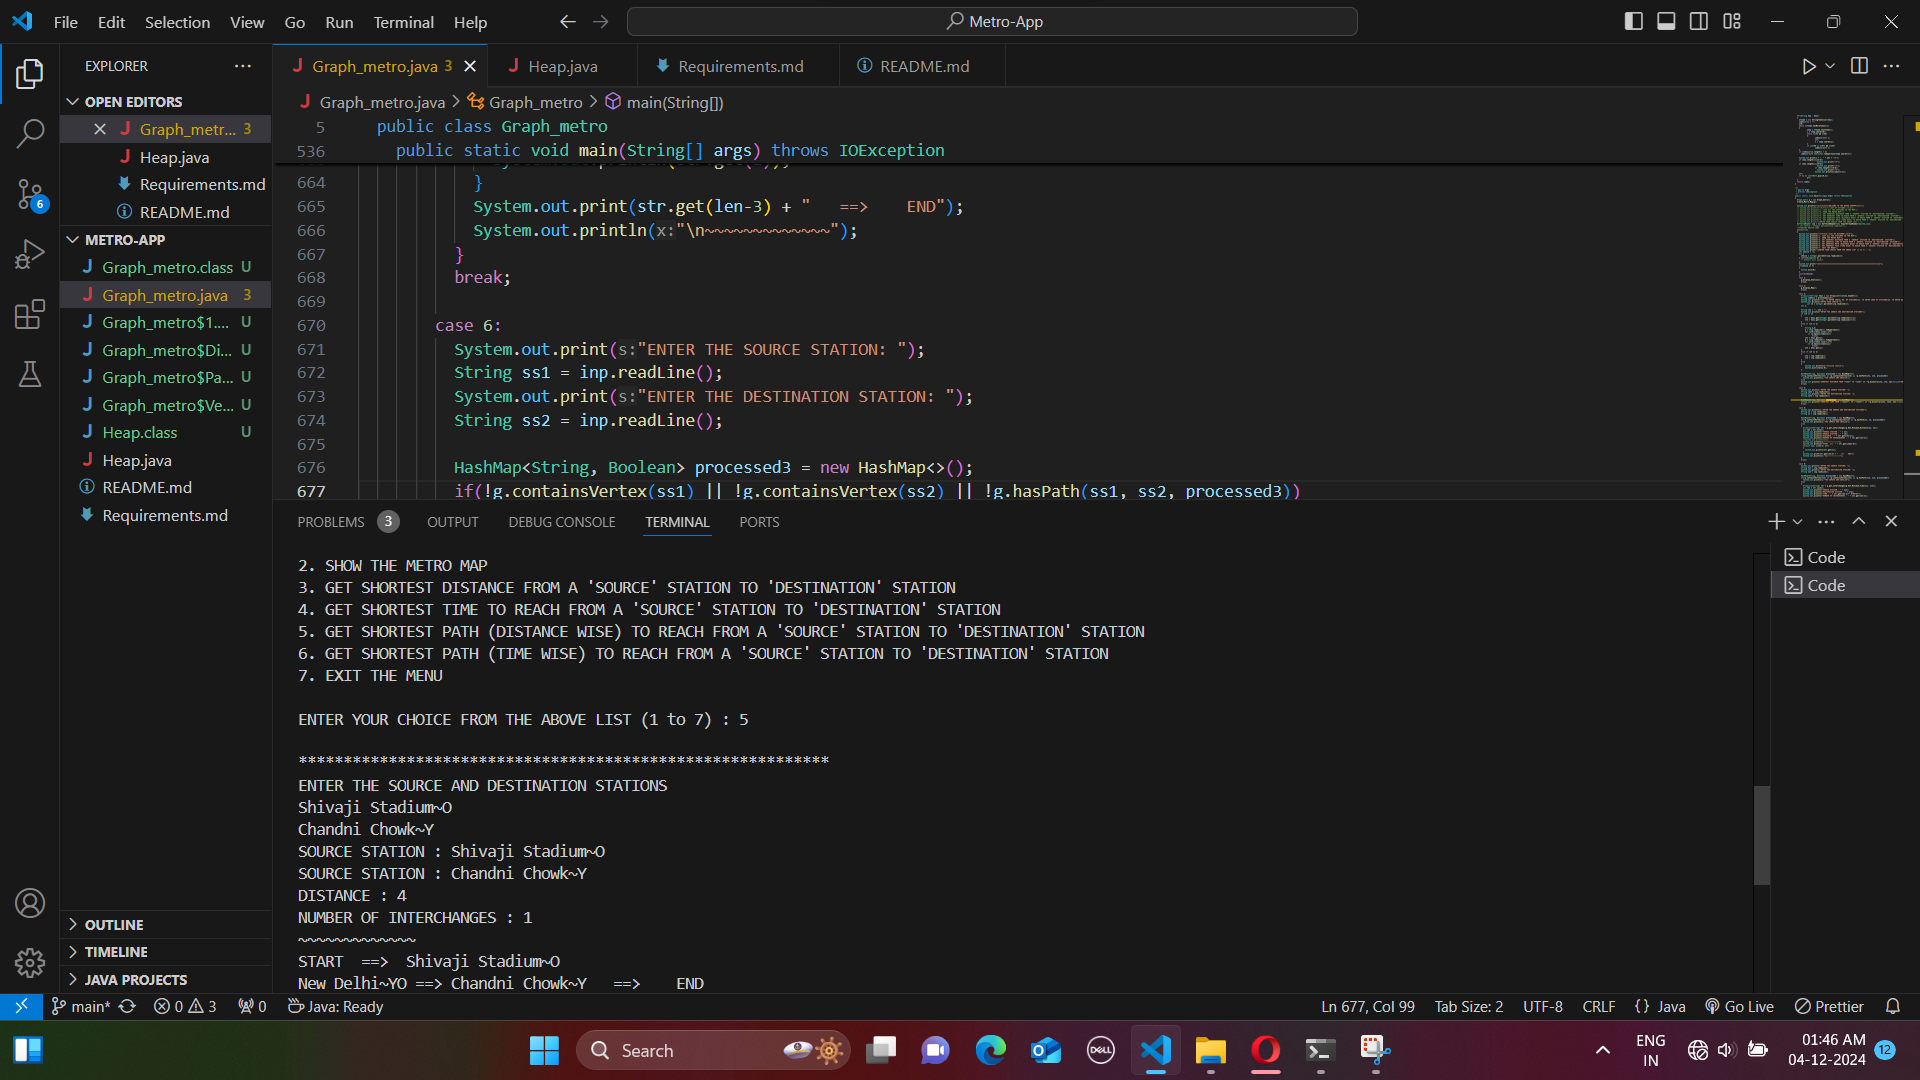 File Edit Selection View Go Run Terminal Help
Metro-App
EXPLORER
OPEN EDITORS
Graph_metr... 3
Heap.java
Requirements.md
README.md
METRO-APP
Graph_metro.class U
Graph_metro.java 3
Graph_metro$1.... U
Graph_metro$Di... U
Graph_metro$Pa... U
Graph_metro$Ve... U
Heap.class U
Heap.java
README.md
Requirements.md
OUTLINE
TIMELINE
JAVA PROJECTS
6
Graph_metro.java 3
Heap.java
Requirements.md
README.md
Graph_metro.java > Graph_metro > main(String[])
5 public class Graph_metro
536 public static void main(String[] args) throws IOException
664 }
665 System.out.print(str.get(len-3) + "   ==>    END");
666 System.out.println(x:"\n~~~~~~~~~~~~~");
667 }
668 break;
669
670 case 6:
671 System.out.print(s:"ENTER THE SOURCE STATION: ");
672 String ss1 = inp.readLine();
673 System.out.print(s:"ENTER THE DESTINATION STATION: ");
674 String ss2 = inp.readLine();
675
676 HashMap<String, Boolean> processed3 = new HashMap<>();
677 if(!g.containsVertex(ss1) || !g.containsVertex(ss2) || !g.hasPath(ss1, ss2, processed3))
PROBLEMS 3 OUTPUT DEBUG CONSOLE TERMINAL PORTS
Code
Code
2. SHOW THE METRO MAP
3. GET SHORTEST DISTANCE FROM A 'SOURCE' STATION TO 'DESTINATION' STATION
4. GET SHORTEST TIME TO REACH FROM A 'SOURCE' STATION TO 'DESTINATION' STATION
5. GET SHORTEST PATH (DISTANCE WISE) TO REACH FROM A 'SOURCE' STATION TO 'DESTINATION' STATION
6. GET SHORTEST PATH (TIME WISE) TO REACH FROM A 'SOURCE' STATION TO 'DESTINATION' STATION
7. EXIT THE MENU
ENTER YOUR CHOICE FROM THE ABOVE LIST (1 to 7) : 5
***********************************************************
ENTER THE SOURCE AND DESTINATION STATIONS
Shivaji Stadium~O
Chandni Chowk~Y
SOURCE STATION : Shivaji Stadium~O
SOURCE STATION : Chandni Chowk~Y
DISTANCE : 4
NUMBER OF INTERCHANGES : 1
~~~~~~~~~~~~~
START  ==>  Shivaji Stadium~O
New Delhi~YO ==> Chandni Chowk~Y   ==>    END
main* 0 3 0 Java: Ready
Ln 677, Col 99 Tab Size: 2 UTF-8 CRLF {} Java Go Live Prettier
Search
DELL
ENG
IN
01:46 AM
04-12-2024
12